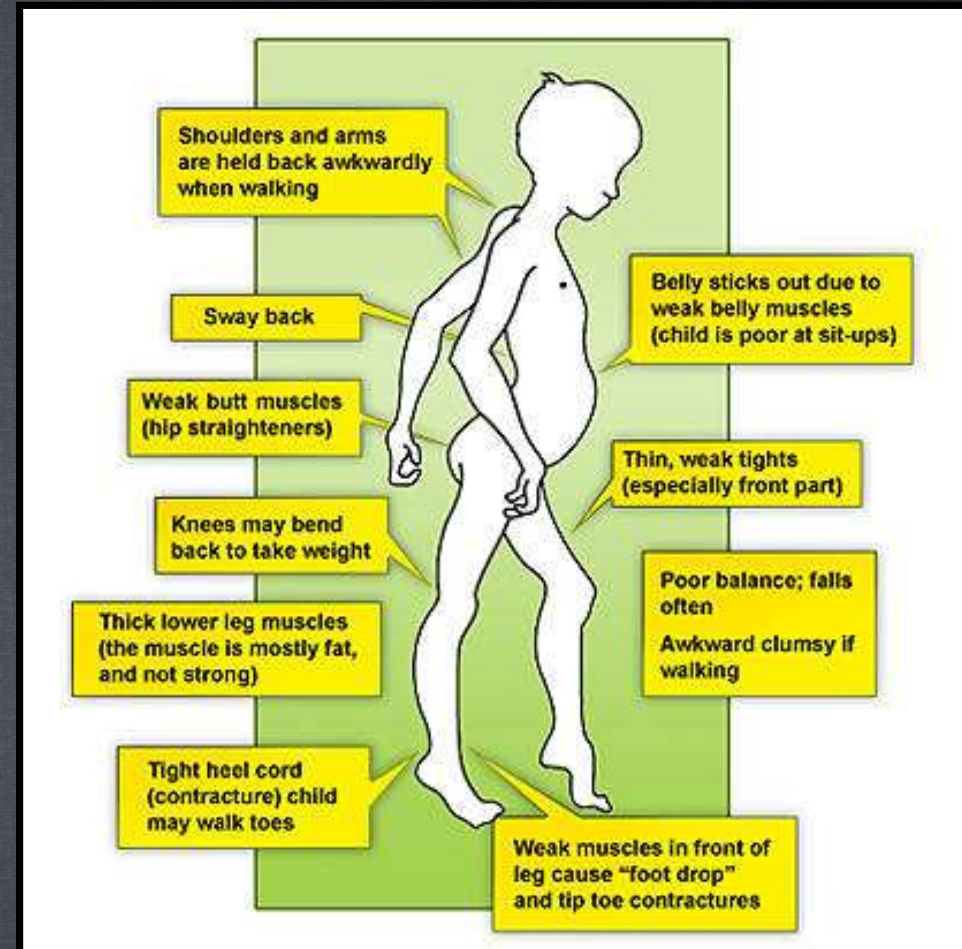 Shoulders and arms
are held back awkwardly
when walking
Sway back
Belly sticks out due to
weak belly muscles
(child is poor at sit-ups)
Weak butt muscles
(hip straighteners)
Thin, weak tights
(especially front part)
Knees may bend
back to take weight
Poor balance; falls
often
Awkward clumsy if
walking
Thick lower leg muscles
(the muscle is mostly fat,
and not strong)
Tight heel cord
(contracture) child
may walk toes
Weak muscles in front of
leg cause “foot drop”
and tip toe contractures